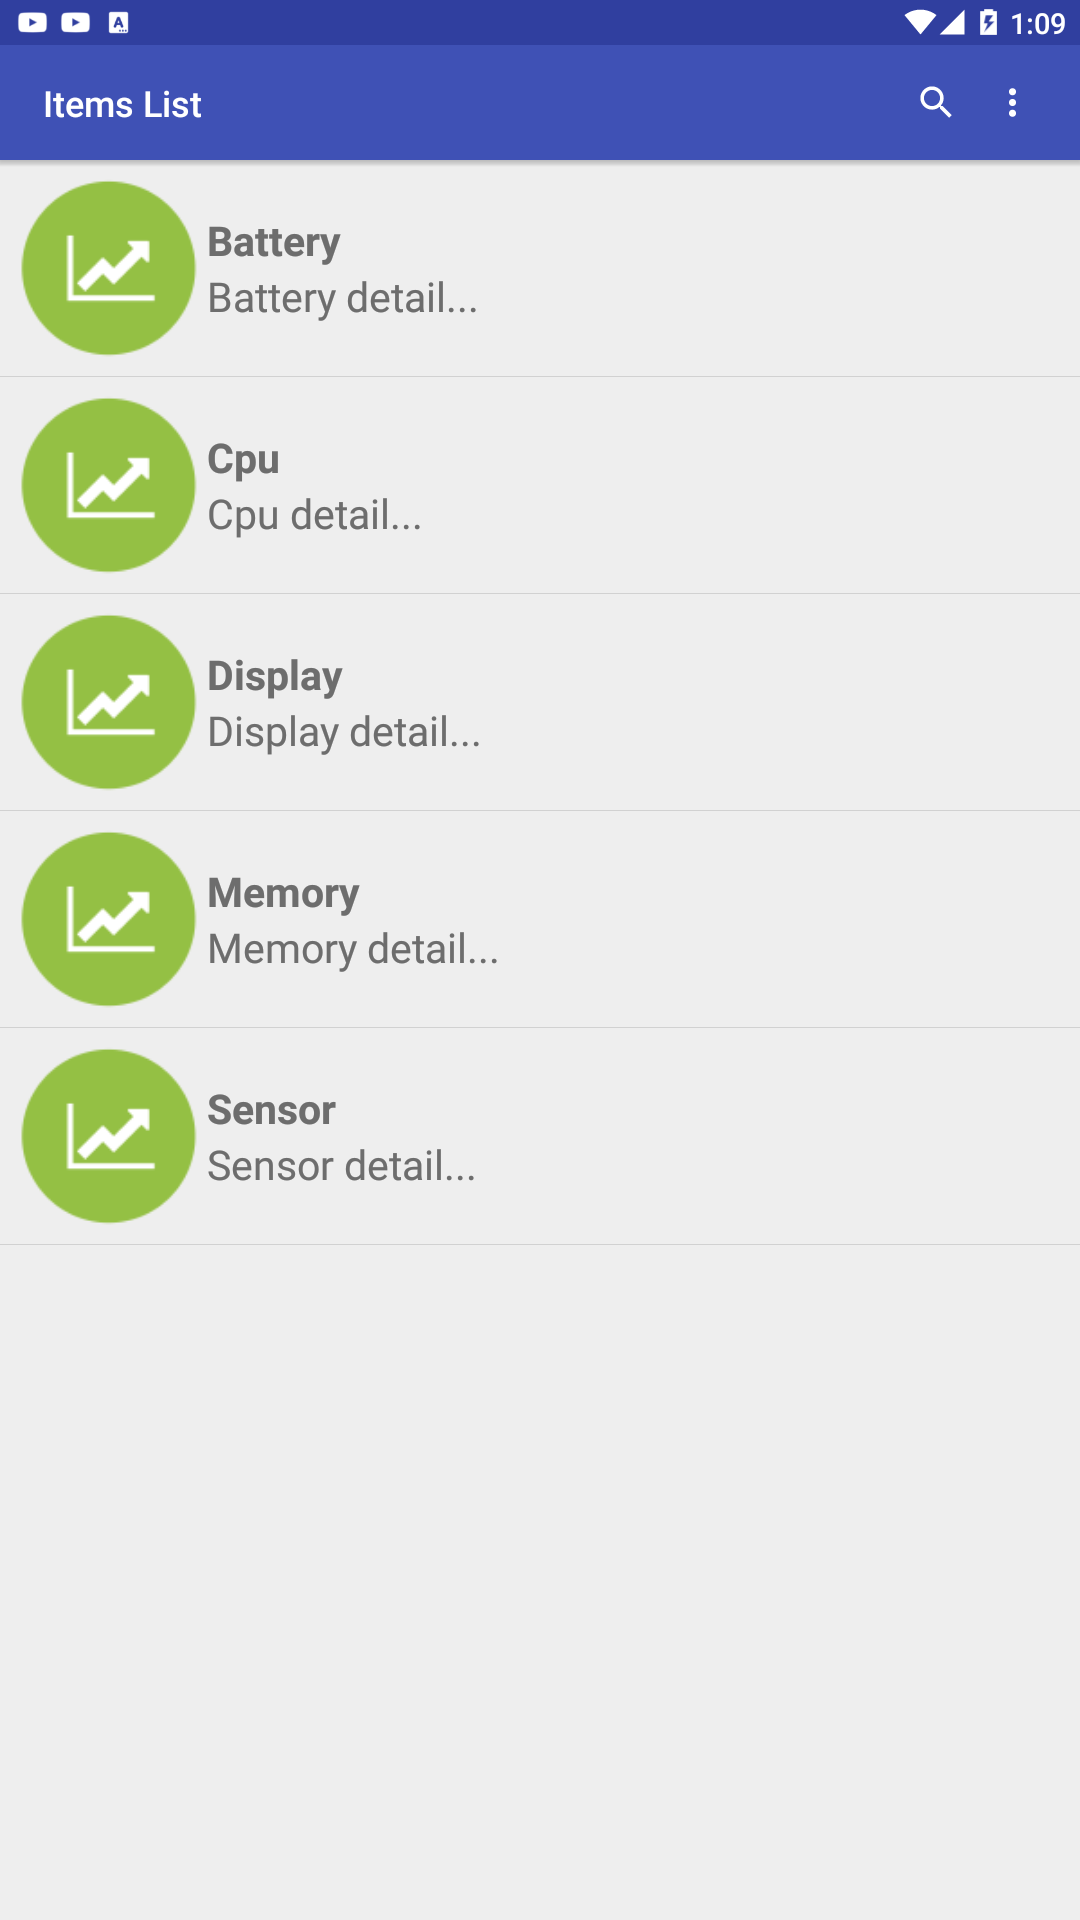 1:09
Items List
Battery
Battery detail...
Cpu
Cpu detail...
Display
Display detail...
Memory
Memory detail...
Sensor
Sensor detail...